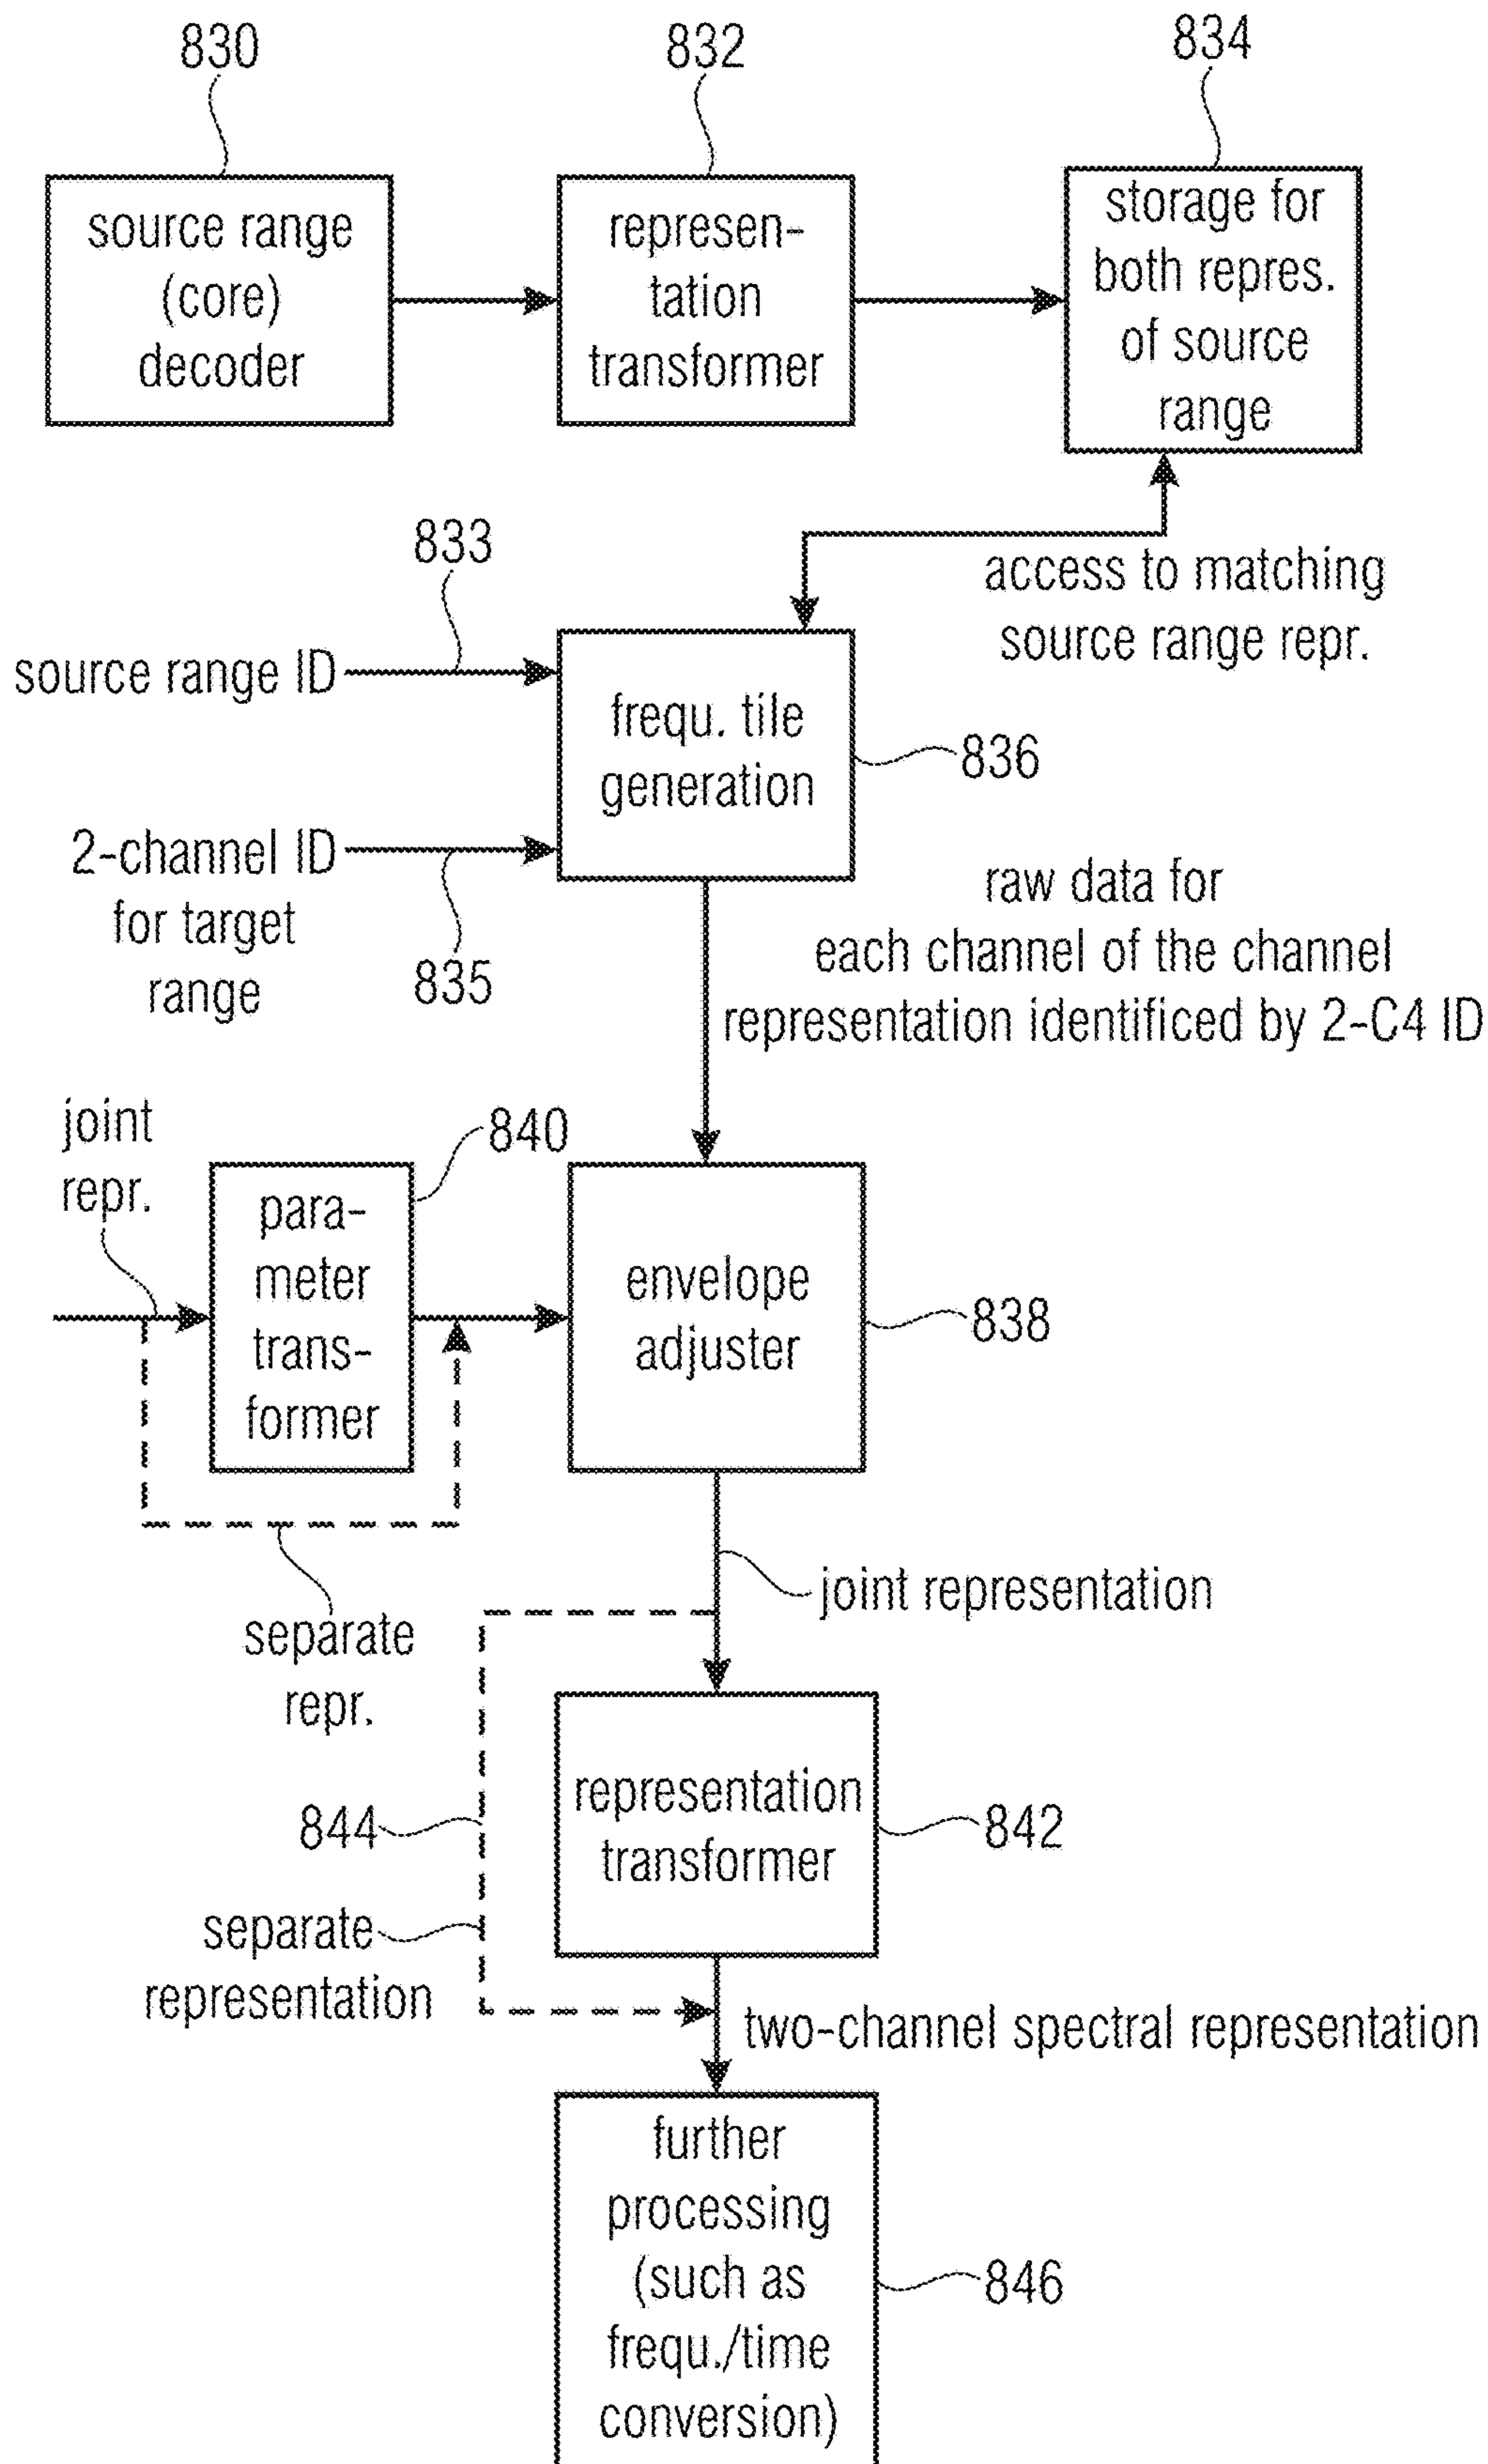 830
832
834
source range
(core)
decoder
represen-
tation
transformer
storage for
both repres.
of source
range
833
access to matching
source range repr.
source range ID
frequ. tile
generation
836
2-channel ID
for target
range
835
raw data for
each channel of the channel
representation identificed by 2-C4 ID
joint
repr.
840
para-
meter
trans-
former
envelope
adjuster
838
separate
repr.
joint representation
representation
transformer
844
842
separate
representation
two-channel spectral representation
further
processing
(such as
frequ./time
conversion)
846